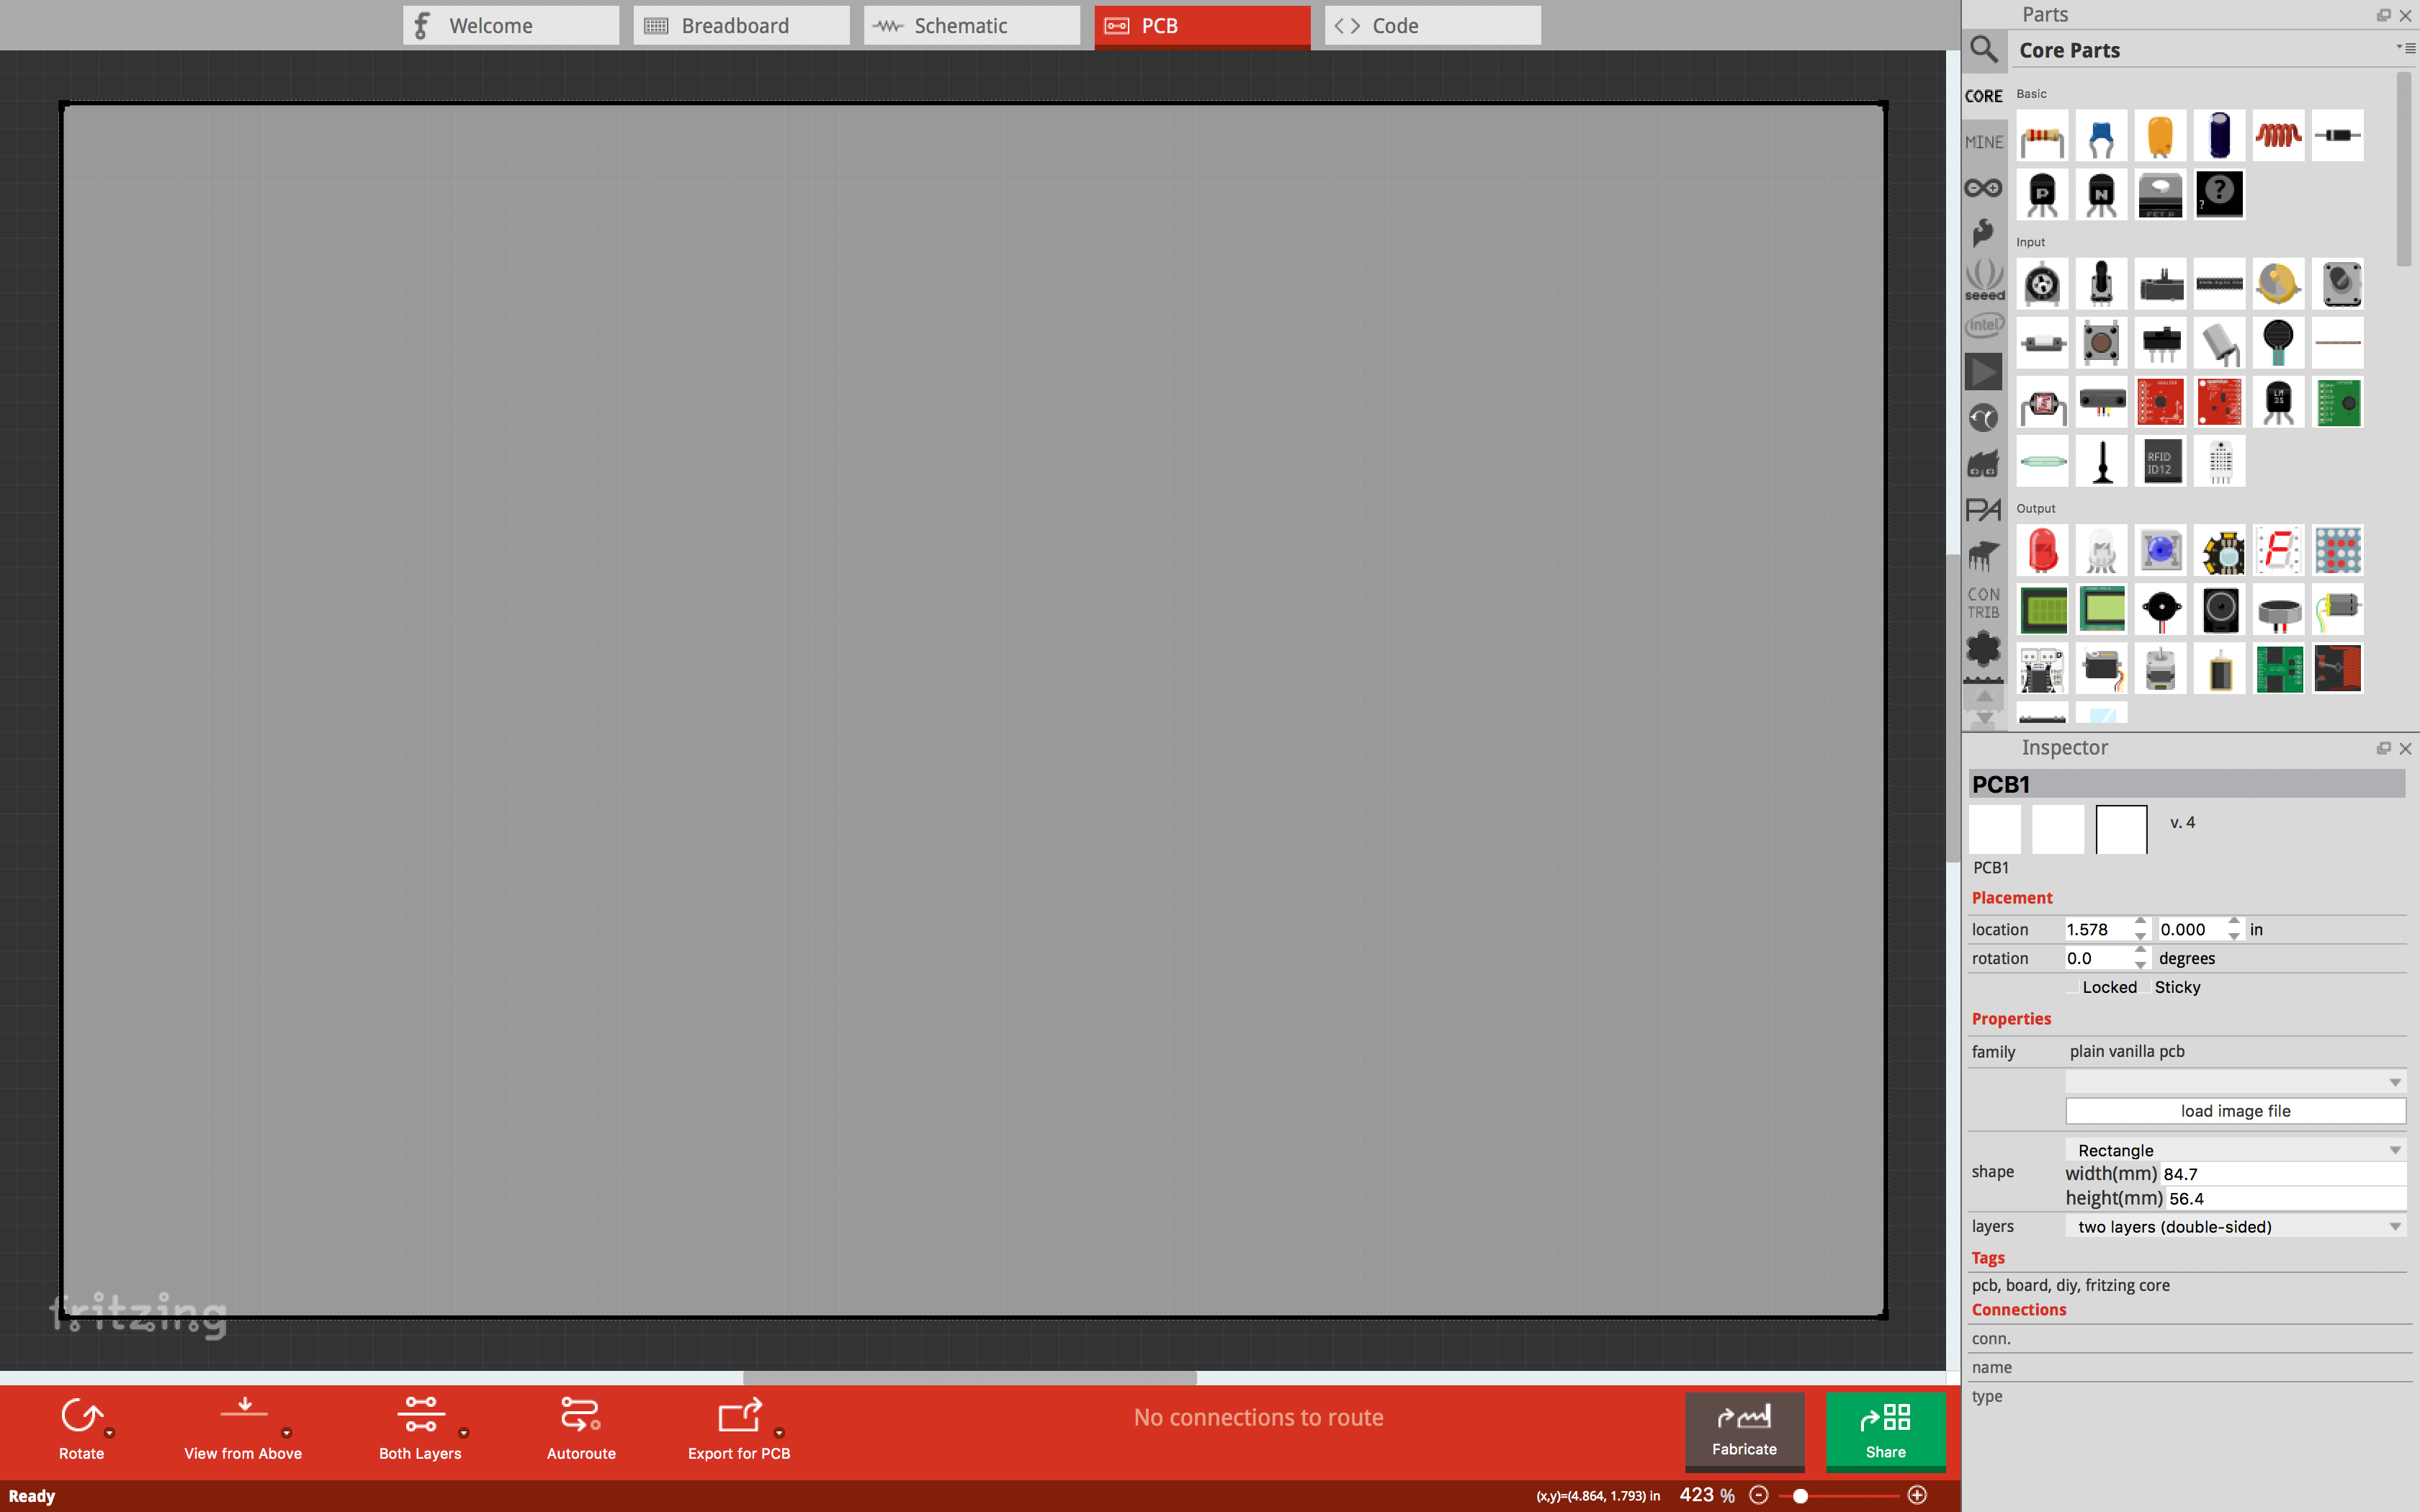 Welcome
Breadboard
Schematic
PCB
Code
Parts
Core Parts
CORE
MINE
seeed
intel
PA
CON
TRIB
Basic
P
N
FET P
?
?
Input
LM
35
RFID
ID12
Output
F
Inspector
PCB1
v. 4
PCB1
Placement
location 1.578 0.000 in
rotation 0.0 degrees
Locked Sticky
Properties
family plain vanilla pcb
load image file
shape Rectangle
width(mm) 84.7
height(mm) 56.4
layers two layers (double-sided)
Tags
pcb, board, diy, fritzing core
Connections
conn.
name
type
fritzing
Rotate
View from Above
Both Layers
Autoroute
Export for PCB
No connections to route
Fabricate
Share
Ready
(x,y)=(4.864, 1.793) in 423 %